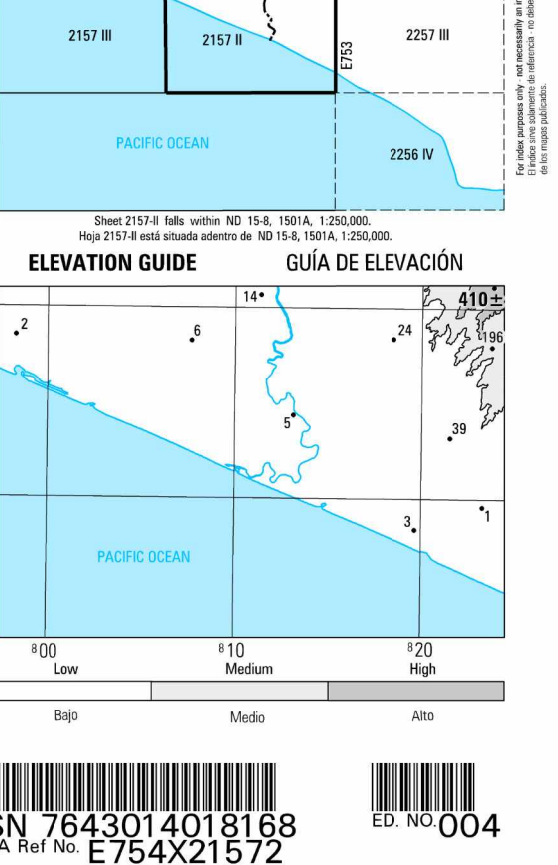 2157 III
2157 II
E753
2257 III
PACIFIC OCEAN
2256 IV
For index purposes only - not necessarily an in
El índice sirve solamente de referencia - no debe
de los mapas publicados.
Sheet 2157-II falls within ND 15-8, 1501A, 1:250,000.
Hoja 2157-II está situada adentro de ND 15-8, 1501A, 1:250,000.
ELEVATION GUIDE GUÍA DE ELEVACIÓN
14
410±
2
6
24
196
5
39
3
1
PACIFIC OCEAN
800 810 820
Low Medium High
Bajo Medio Alto
SN 7643014018168
ED. NO. 004
A Ref No. E754X21572